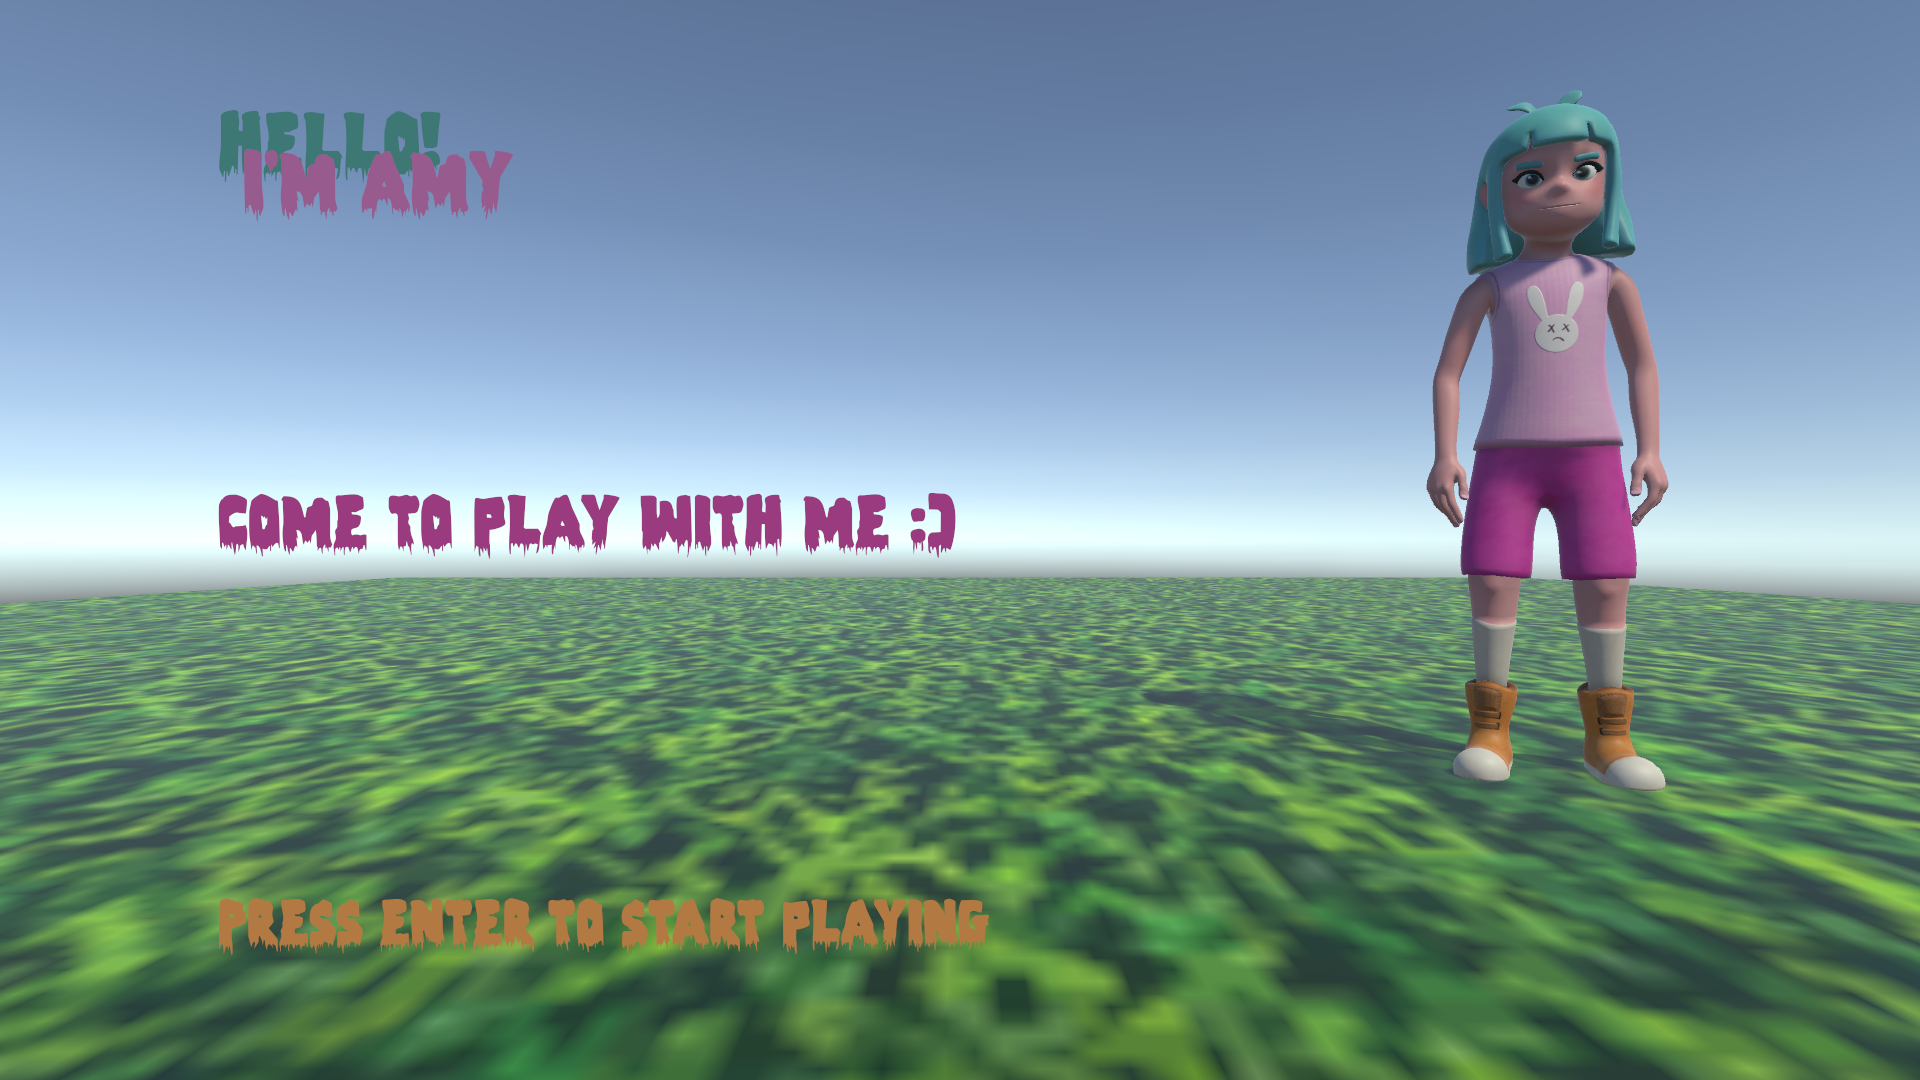 HELLO!
I'M AMY
COME TO PLAY WITH ME :)
PRESS ENTER TO START PLAYING